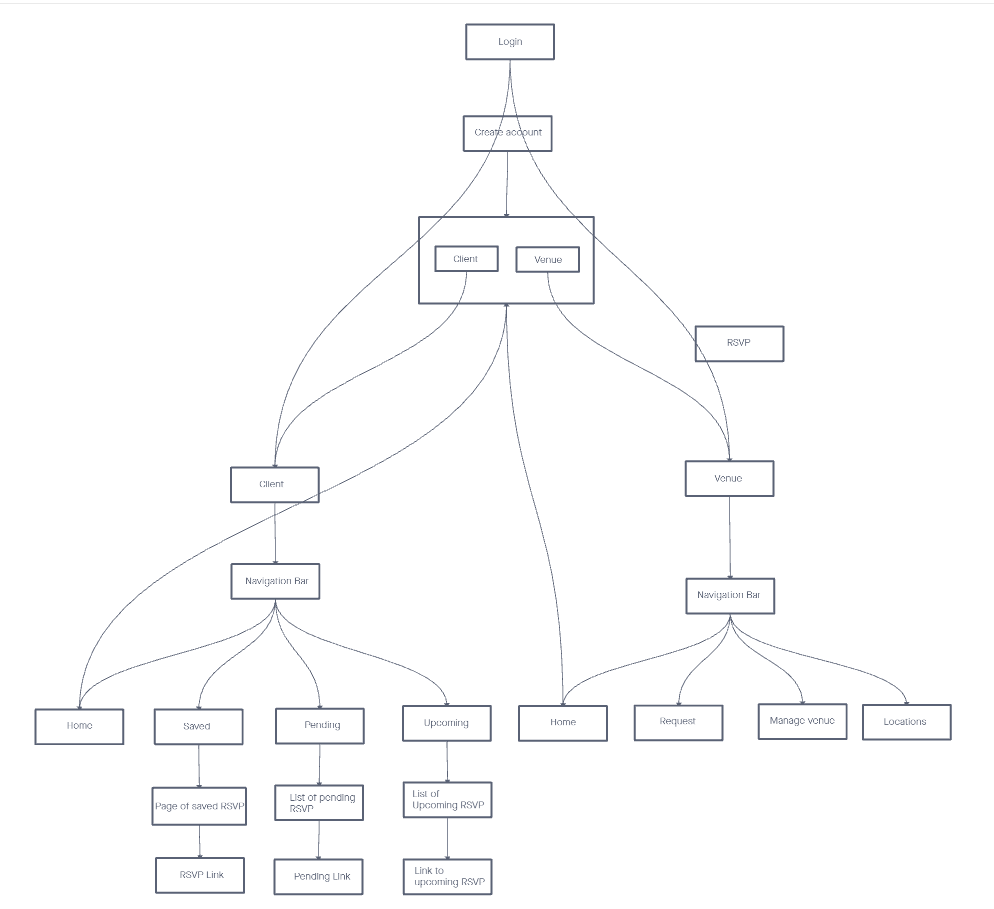 Login
Create account
Client
Venue
RSVP
Client
Venue
Navigation Bar
Navigation Bar
Home
Saved
Pending
Upcoming
Home
Request
Manage venue
Locations
Page of saved RSVP
List of pending
RSVP
List of
Upcoming RSVP
RSVP Link
Pending Link
Link to
upcoming RSVP